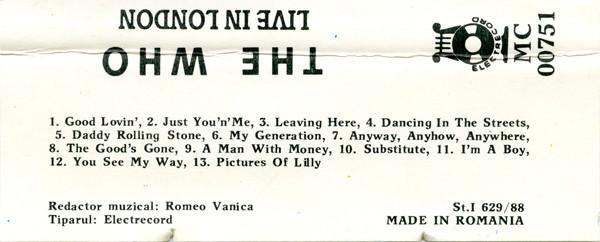 THE WHO
LIVE IN LONDON
ELECTRECORD
MC
00751
1. Good Lovin', 2. Just You'n'Me, 3. Leaving Here, 4. Dancing In The Streets,
5. Daddy Rolling Stone, 6. My Generation, 7. Anyway, Anyhow, Anywhere,
8. The Good's Gone, 9. A Man With Money, 10. Substitute, 11. I'm A Boy,
12. You See My Way, 13. Pictures Of Lilly
Redactor muzical: Romeo Vanica
Tiparul: Electrecord
St.I 629/88
MADE IN ROMANIA